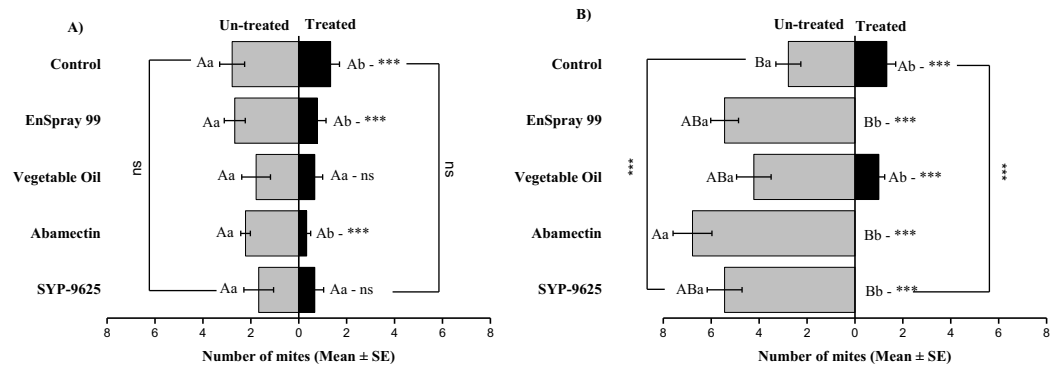 A)
Un-treated Treated
Control Aa Ab - ***
EnSpray 99 Aa Ab - ***
Vegetable Oil Aa Aa - ns
Abamectin Aa Ab - ***
SYP-9625 Aa Aa - ns
ns ns
8 6 4 2 0 2 4 6 8
Number of mites (Mean ± SE)
B)
Un-treated Treated
Control Ba Ab - ***
EnSpray 99 ABa Bb - ***
Vegetable Oil ABa Ab - ***
Abamectin Aa Bb - ***
SYP-9625 ABa Bb - ***
*** ***
8 6 4 2 0 2 4 6 8
Number of mites (Mean ± SE)